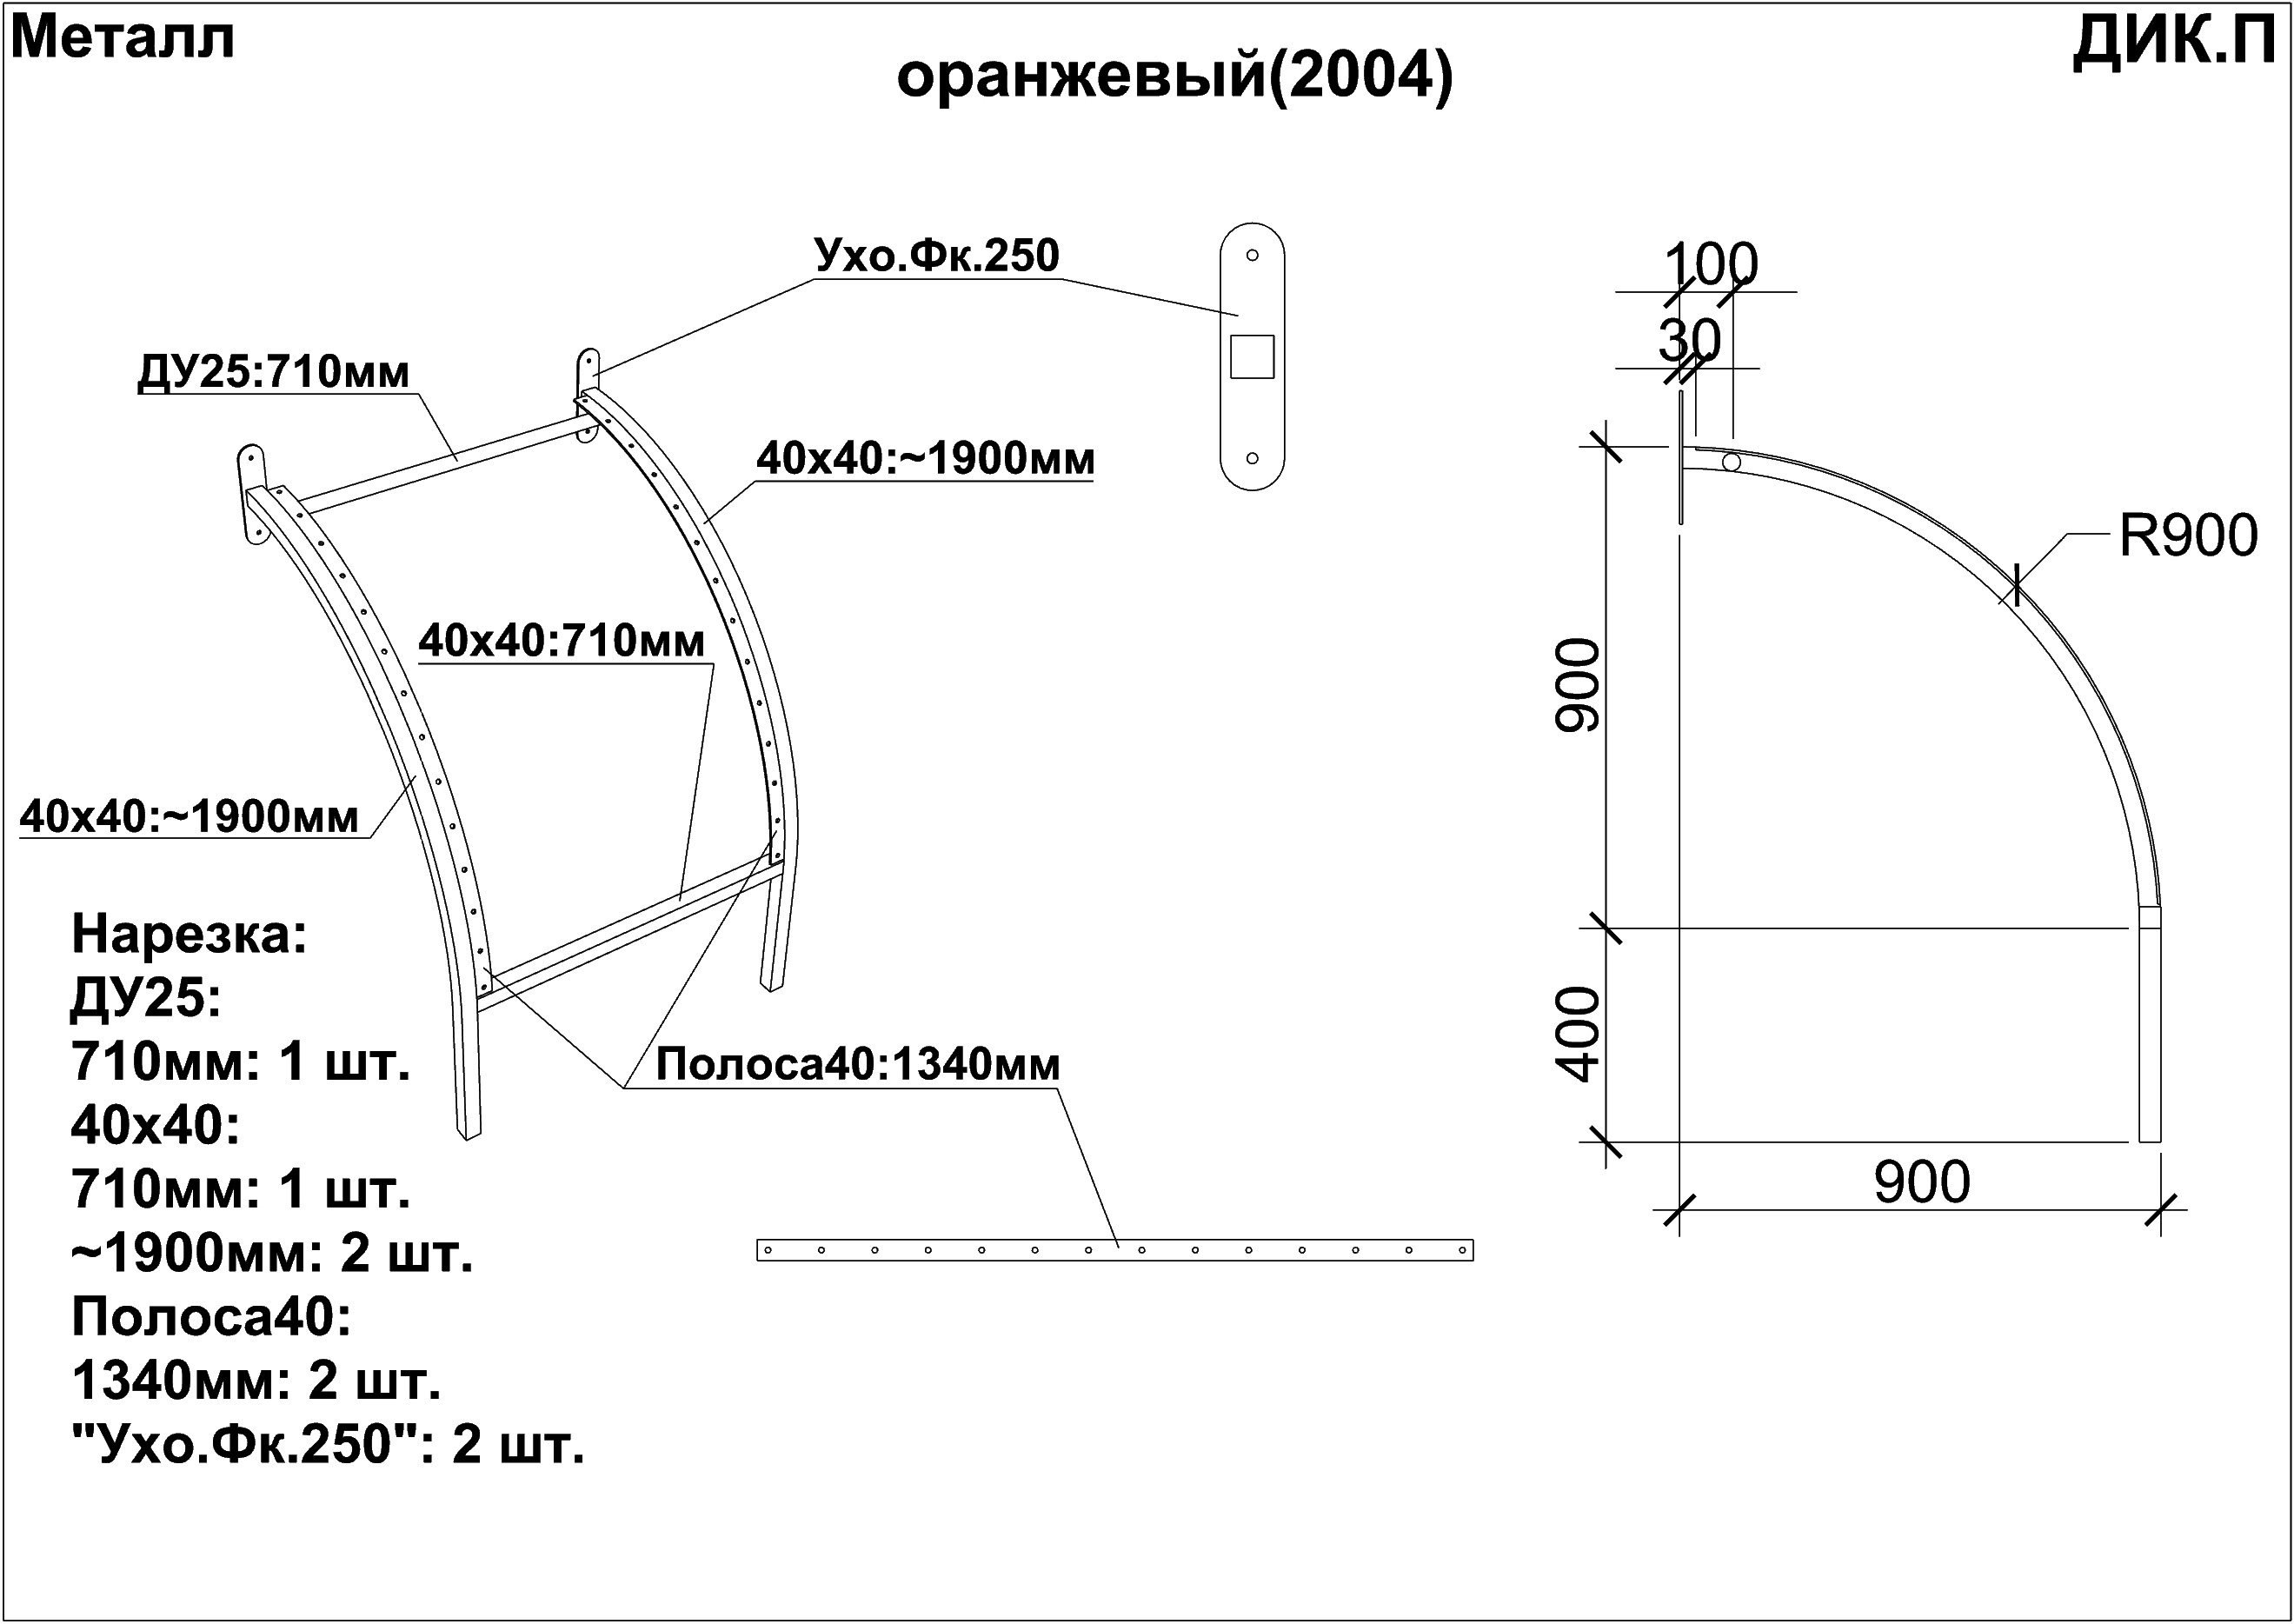 Металл
ДИК.П
оранжевый(2004)
Ухо.Фк.250
ДУ25:710мм
40х40:~1900мм
40х40:710мм
40х40:~1900мм
Полоса40:1340мм
Нарезка:
ДУ25:
710мм: 1 шт.
40х40:
710мм: 1 шт.
~1900мм: 2 шт.
Полоса40:
1340мм: 2 шт.
"Ухо.Фк.250": 2 шт.
100
30
R900
900
400
900